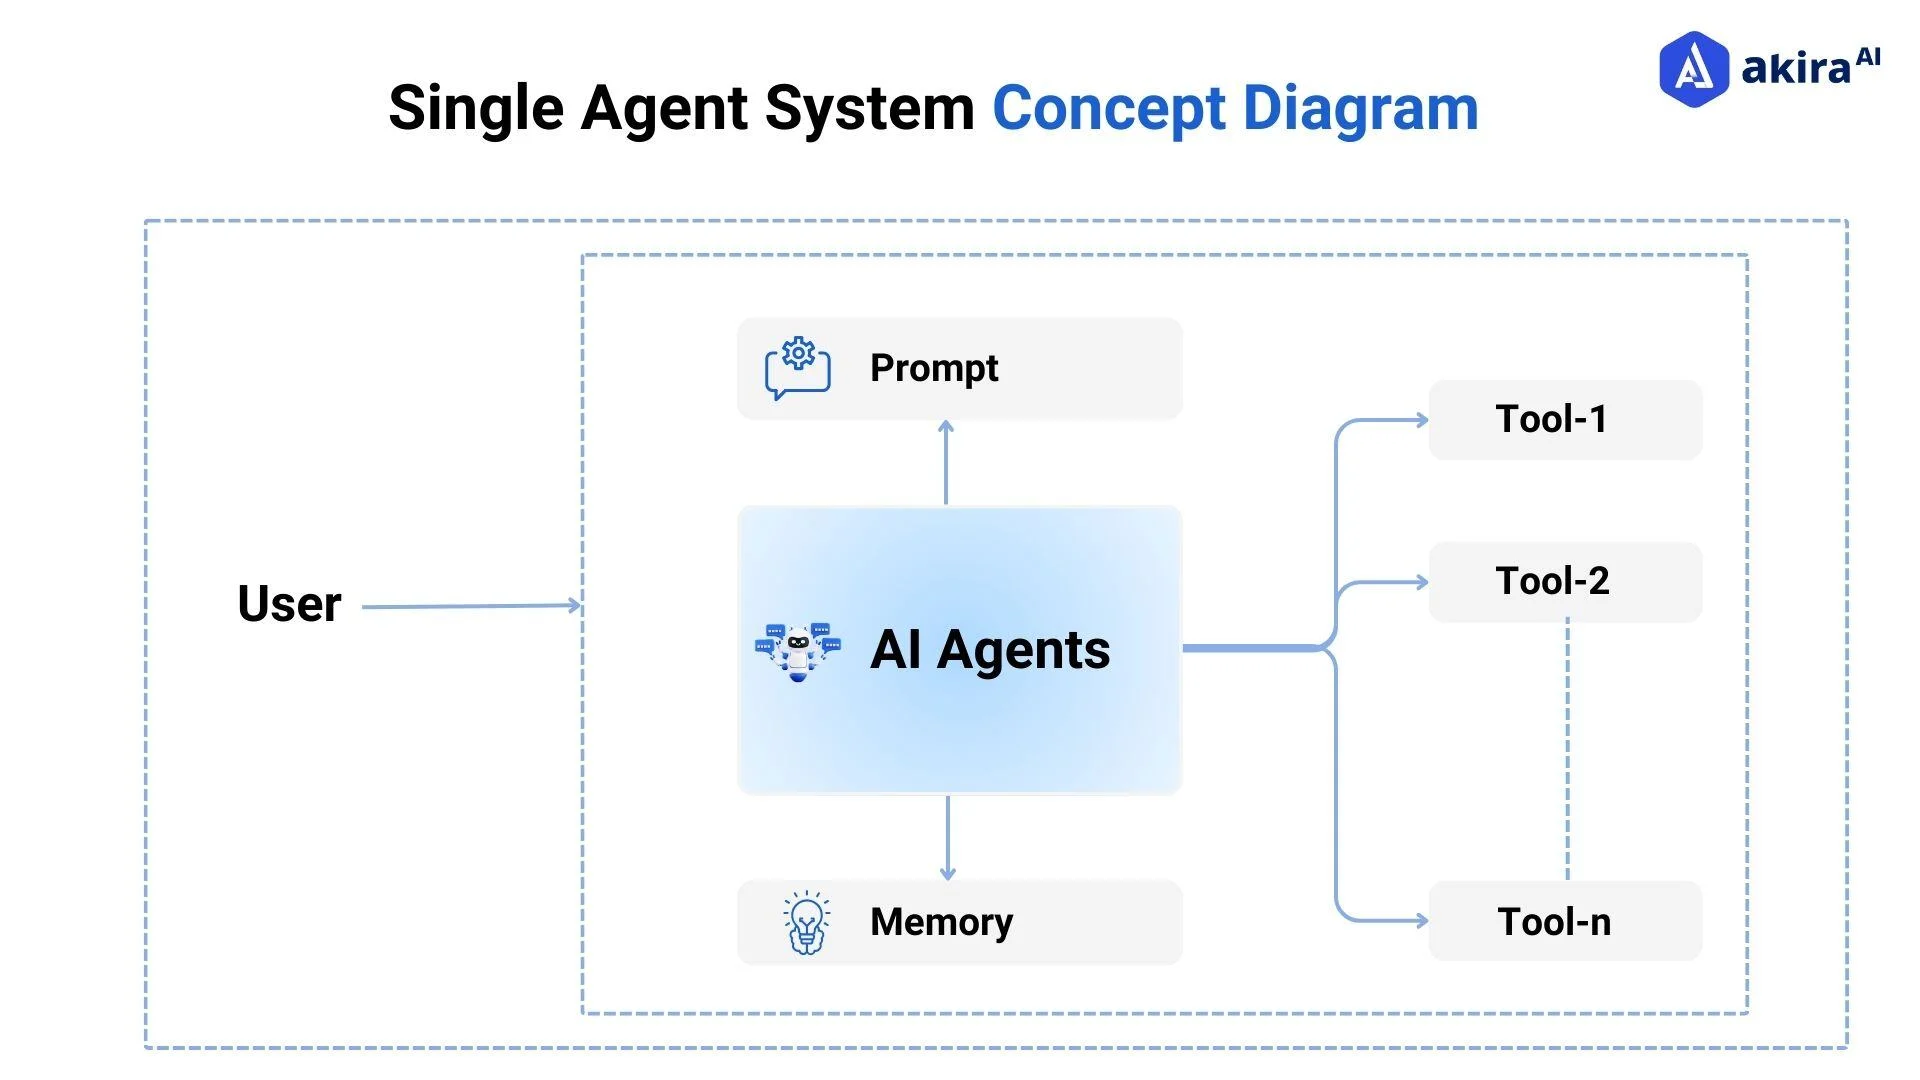 akira AI
Single Agent System Concept Diagram
Prompt
Tool-1
Tool-2
User
AI Agents
Memory
Tool-n